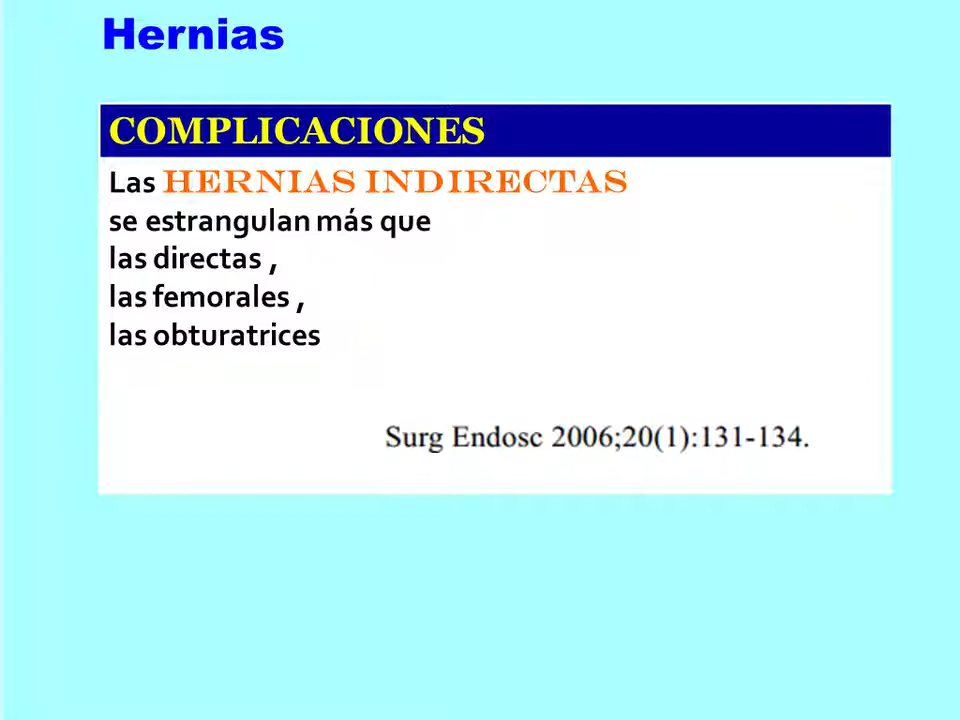 Hernias
COMPLICACIONES
Las HERNIAS INDIRECTAS
se estrangulan más que
las directas ,
las femorales ,
las obturatrices
Surg Endosc 2006;20(1):131-134.